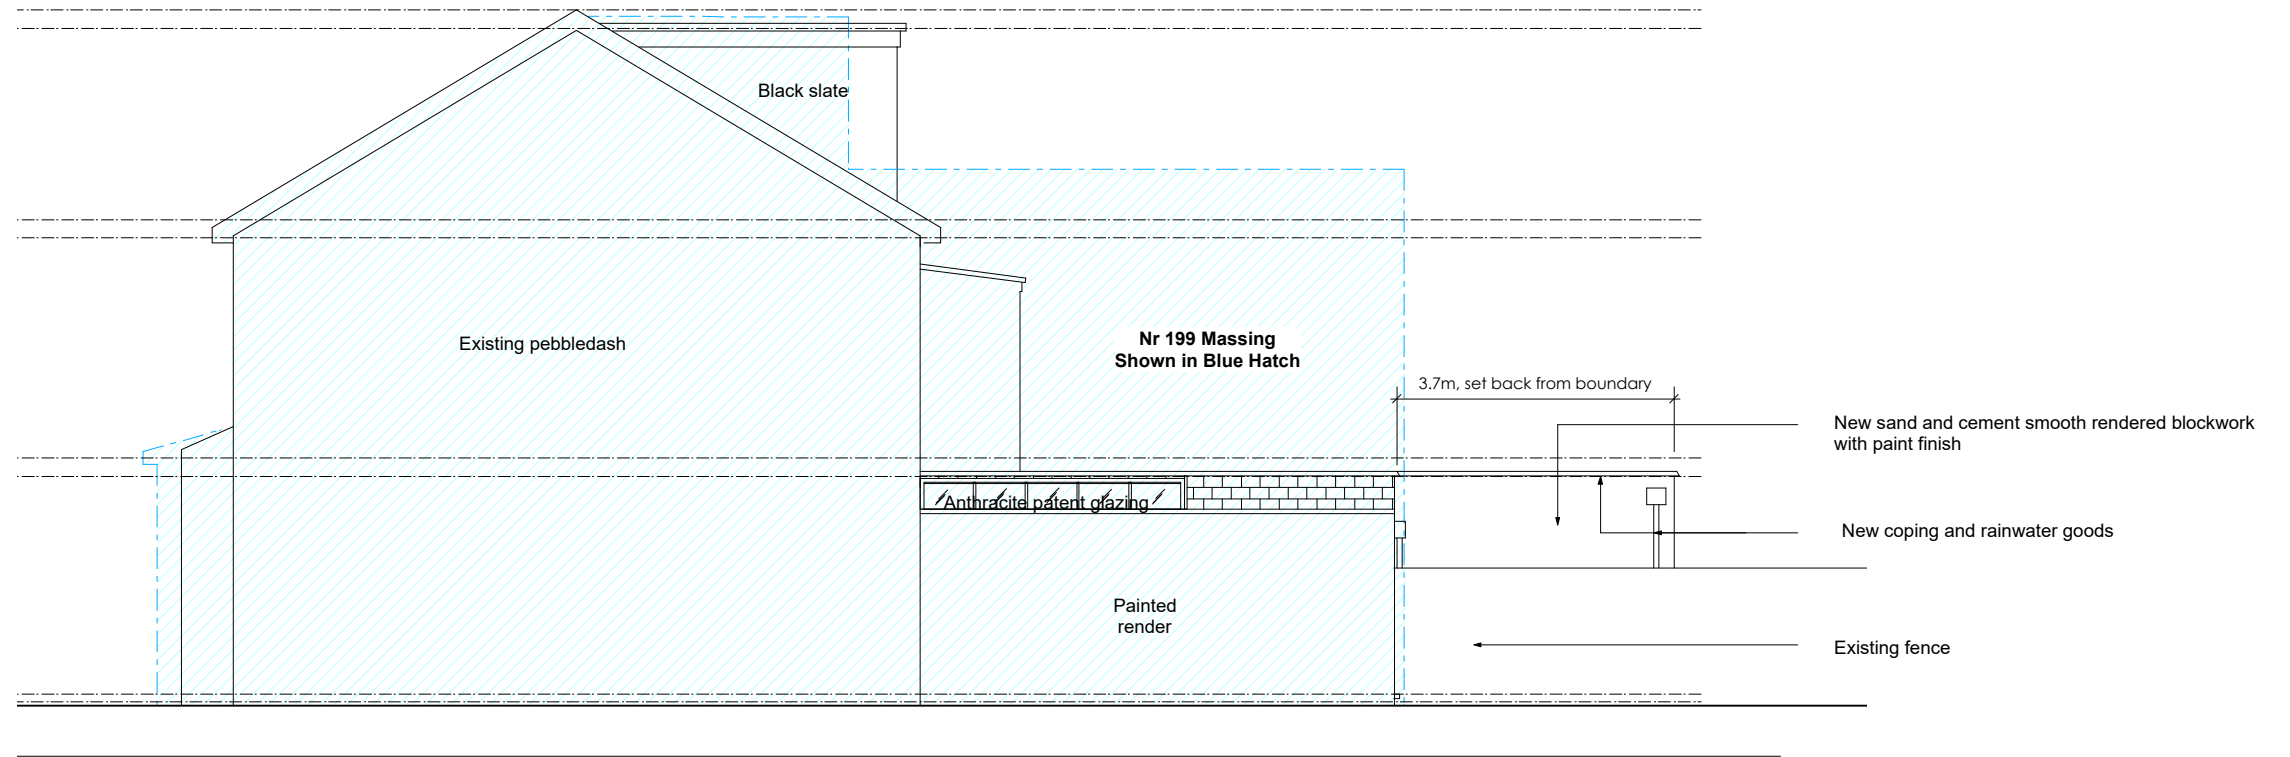 Black slate
Existing pebbledash
Nr 199 Massing
Shown in Blue Hatch
3.7m, set back from boundary
New sand and cement smooth rendered blockwork
with paint finish
Anthracite patent glazing
New coping and rainwater goods
Painted
render
Existing fence